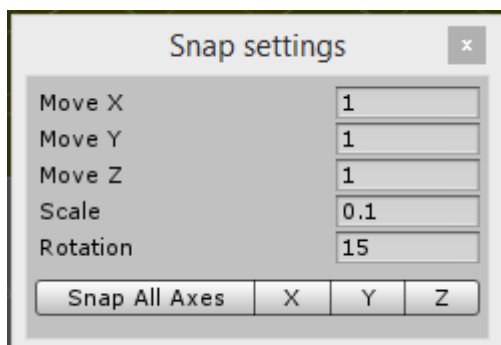 Snap settings x
Move X 1
Move Y 1
Move Z 1
Scale 0.1
Rotation 15
Snap All Axes X Y Z